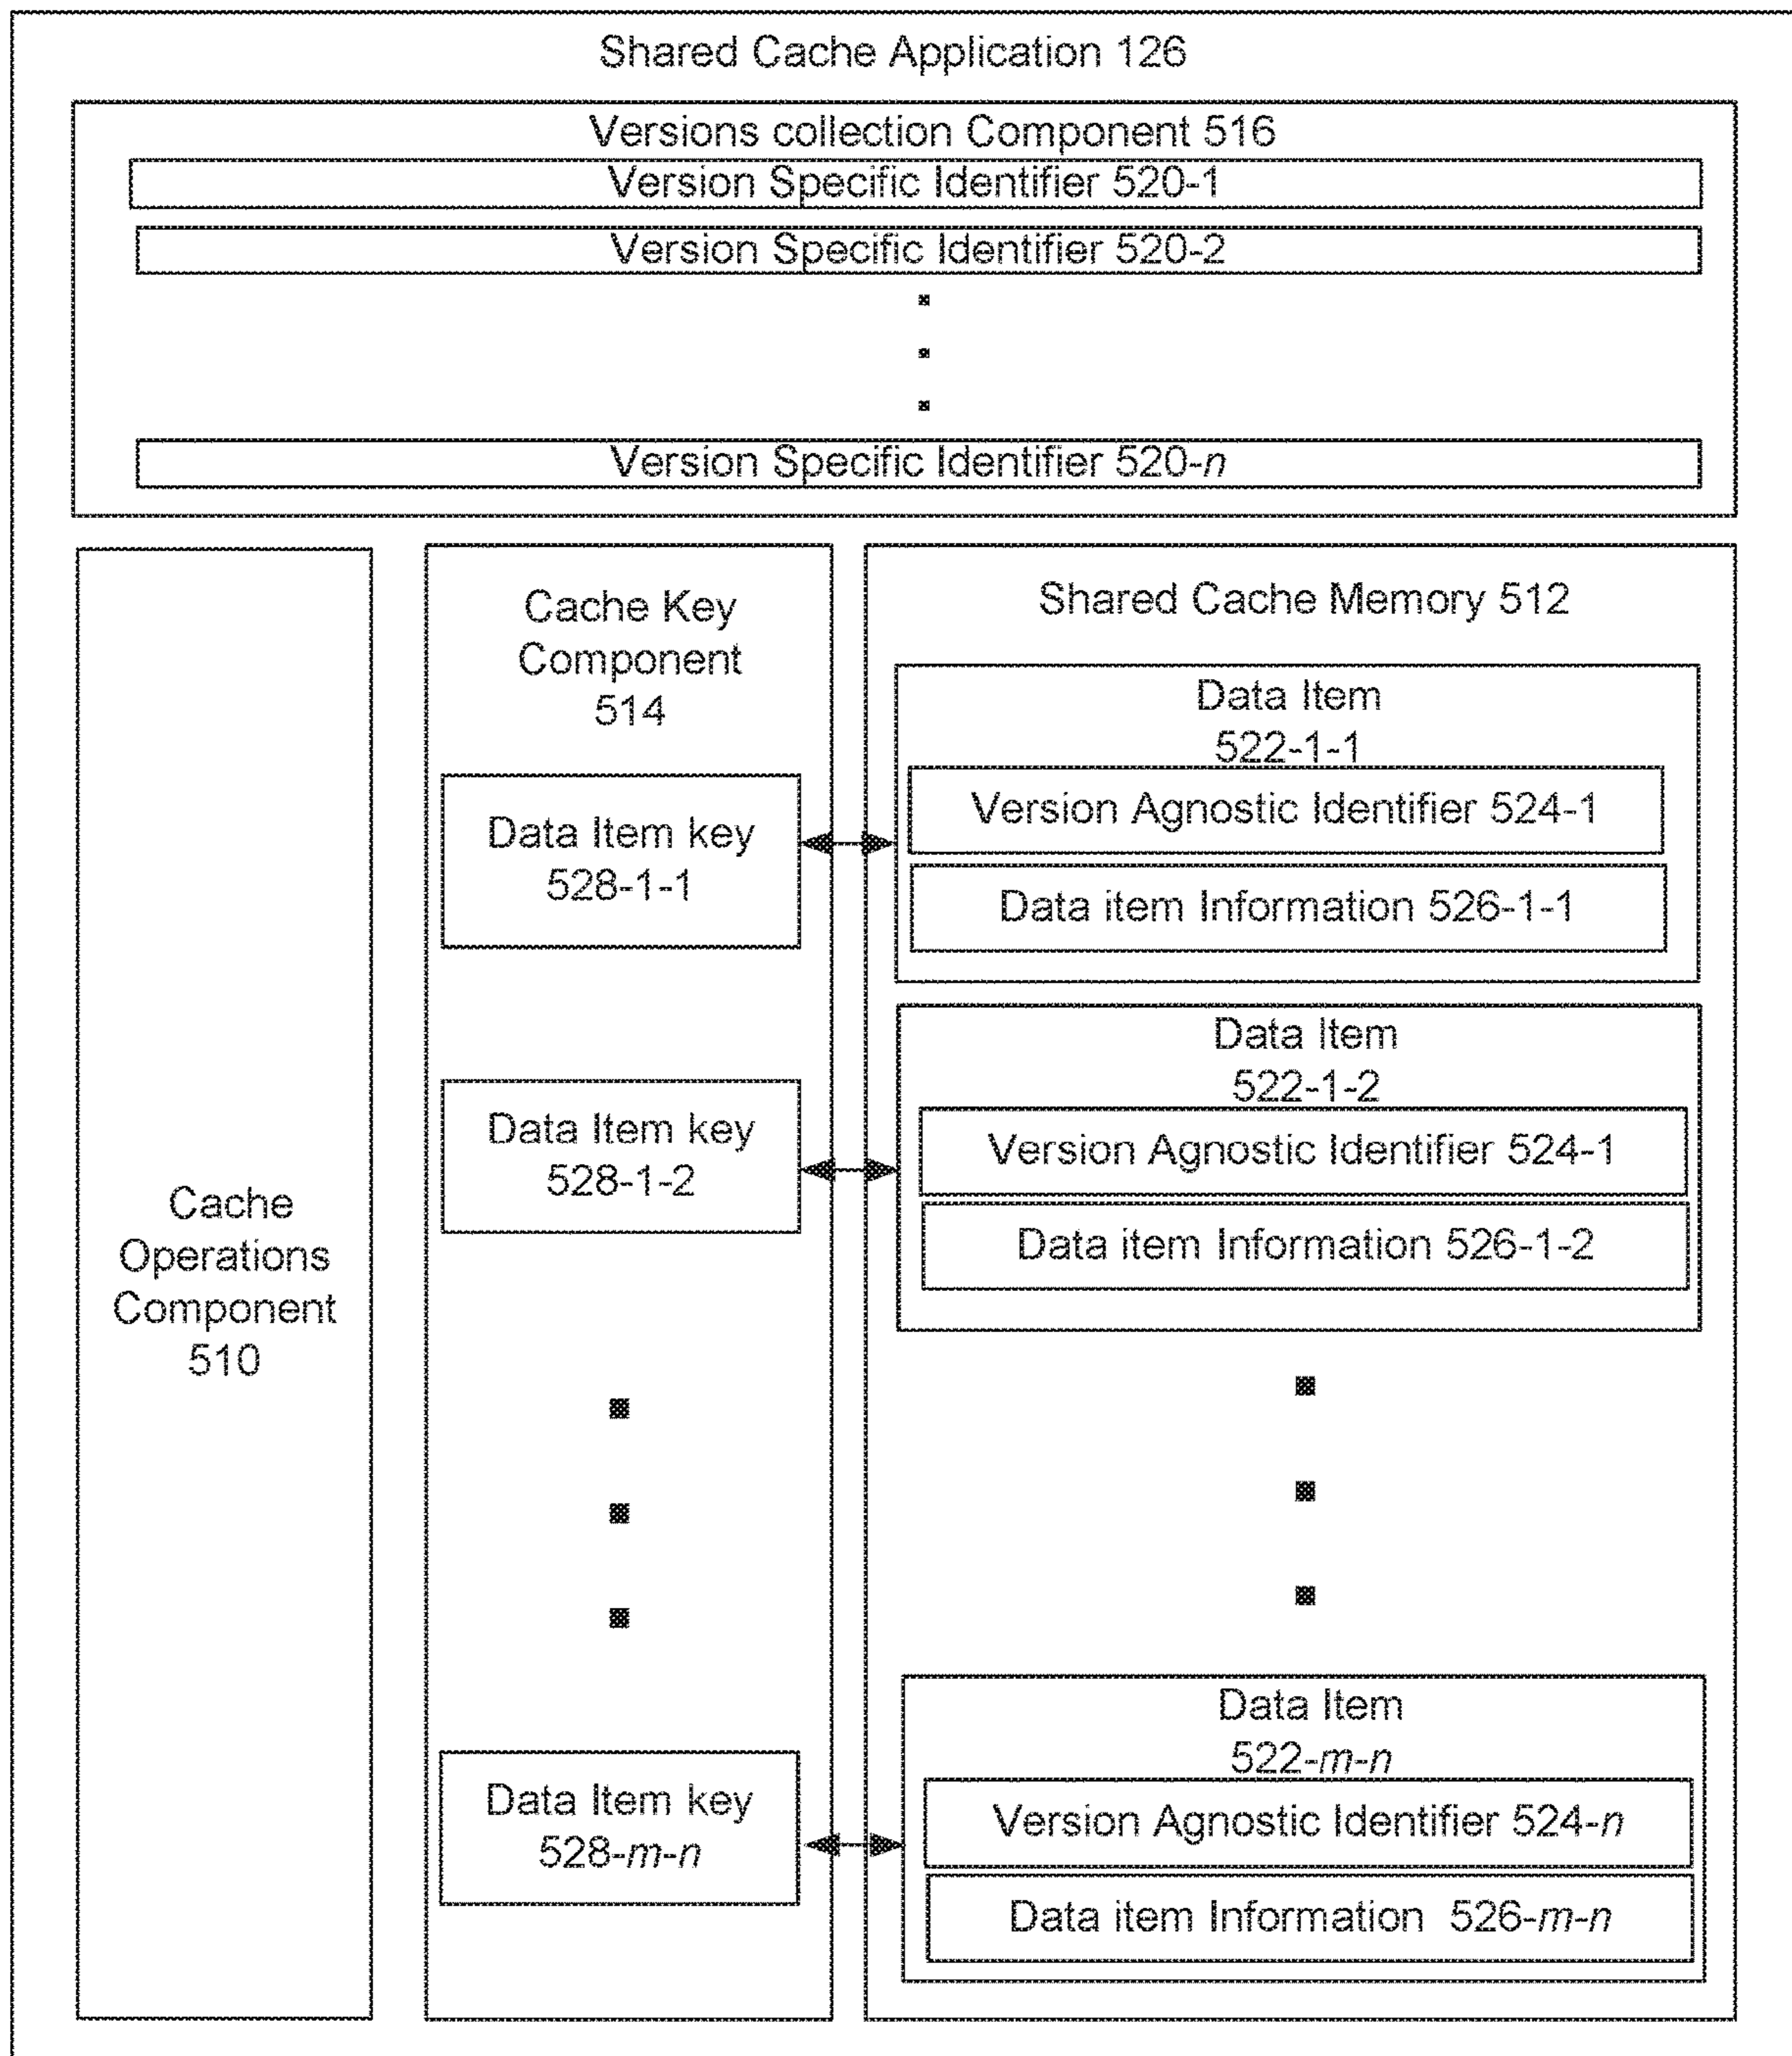 Shared Cache Application 126
Versions collection Component 516
Version Specific Identifier 520-1
Version Specific Identifier 520-2
Version Specific Identifier 520-n
Cache
Operations
Component
510
Cache Key
Component
514
Data Item key
528-1-1
Data Item key
528-1-2
Data Item key
528-m-n
Shared Cache Memory 512
Data Item
522-1-1
Version Agnostic Identifier 524-1
Data item Information 526-1-1
Data Item
522-1-2
Version Agnostic Identifier 524-1
Data item Information 526-1-2
Data Item
522-m-n
Version Agnostic Identifier 524-n
Data item Information 526-m-n